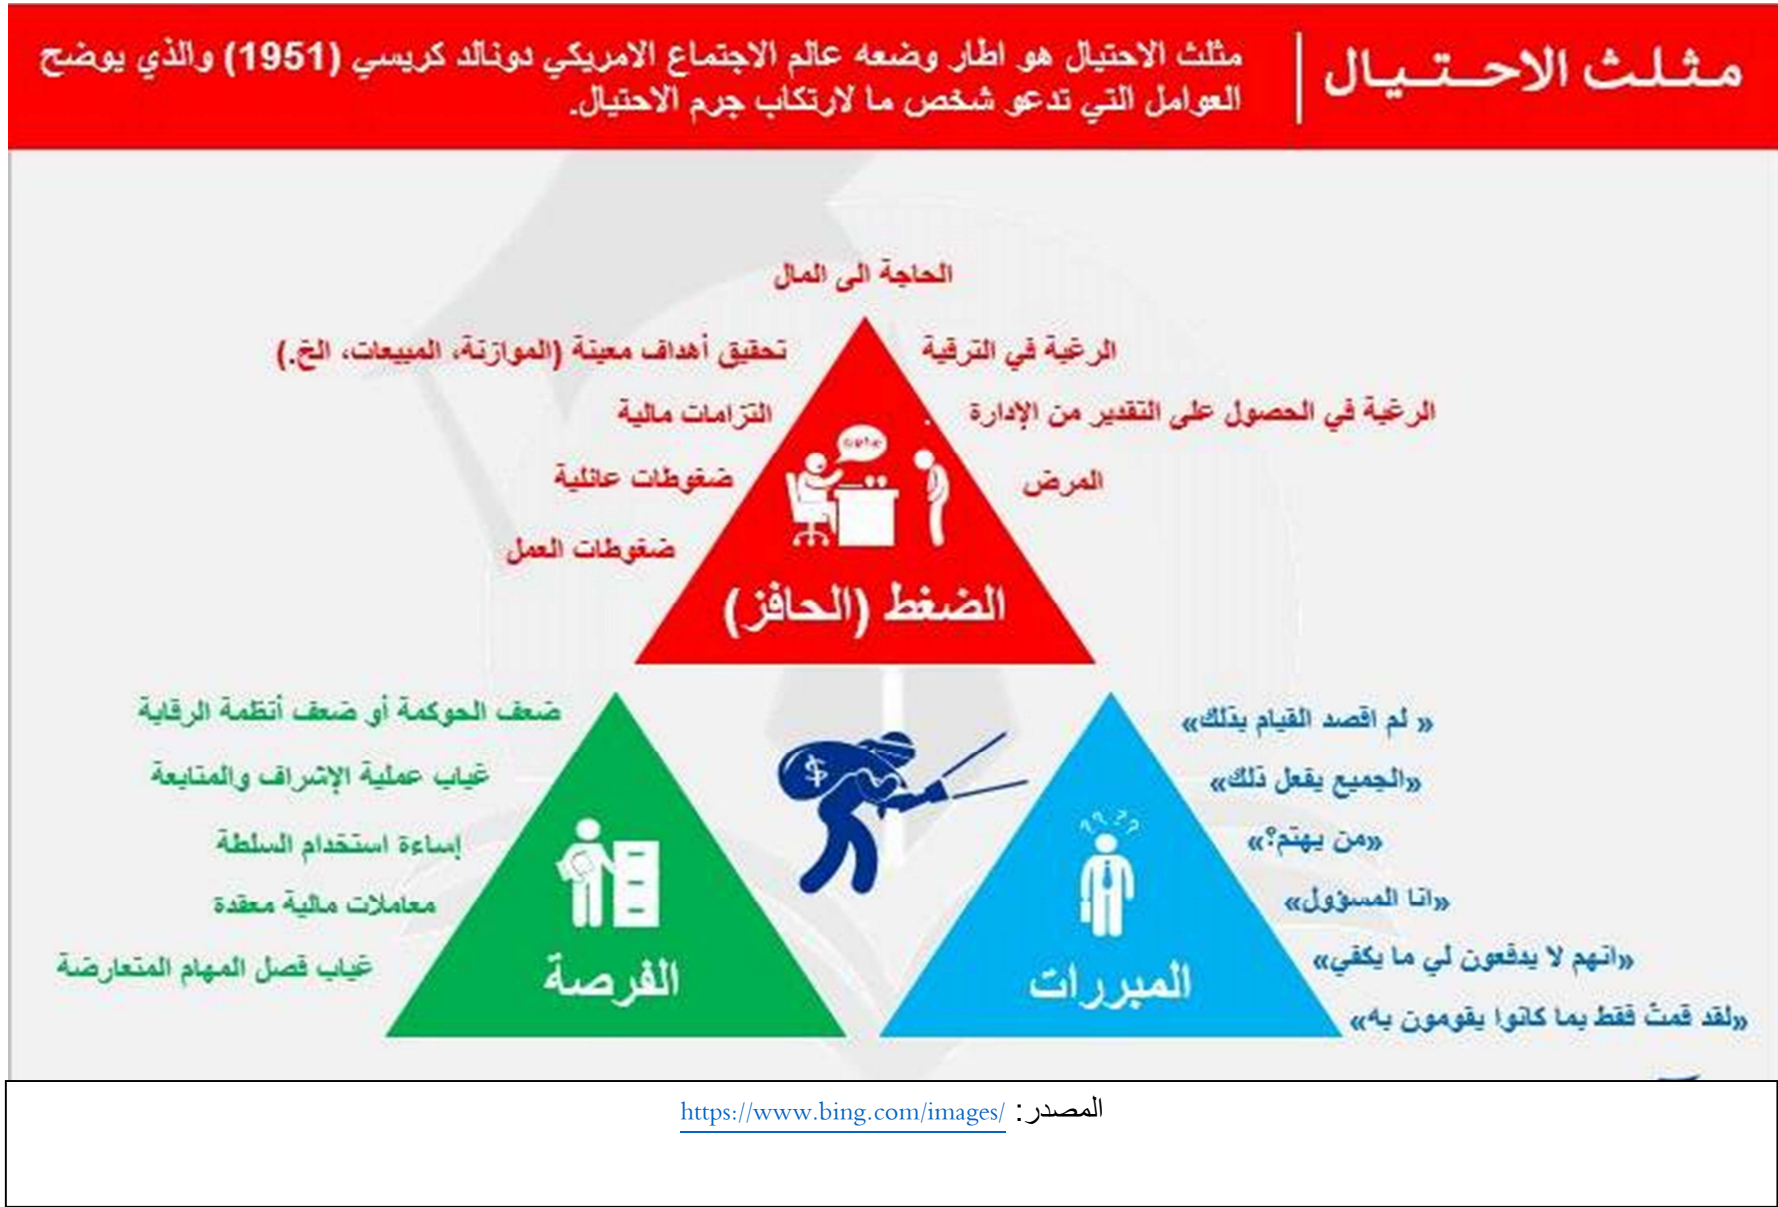 مثلث الاحتيال
مثلث الاحتيال هو اطار وضعه عالم الاجتماع الامريكي دونالد كريسي (1951) والذي يوضح
العوامل التي تدعو شخص ما لارتكاب جرم الاحتيال.
الحاجة الى المال
الرغبة في الترقية
الرغبة في الحصول على التقدير من الإدارة
المرض
تحقيق أهداف معينة (الموازنة، المبيعات، الخ.)
التزامات مالية
ضغوطات عائلية
ضغوطات العمل
الضغط (الحافز)
« لم اقصد القيام بذلك»
«الجميع يفعل ذلك»
«من يهتم؟»
«انا المسؤول»
«انهم لا يدفعون لي ما يكفي»
«لقد قمتُ فقط بما كانوا يقومون به»
المبررات
????
$
ضعف الحوكمة أو ضعف أنظمة الرقابة
غياب عملية الإشراف والمتابعة
إساءة استخدام السلطة
معاملات مالية معقدة
غياب فصل المهام المتعارضة
الفرصة
المصدر: https://www.bing.com/images/